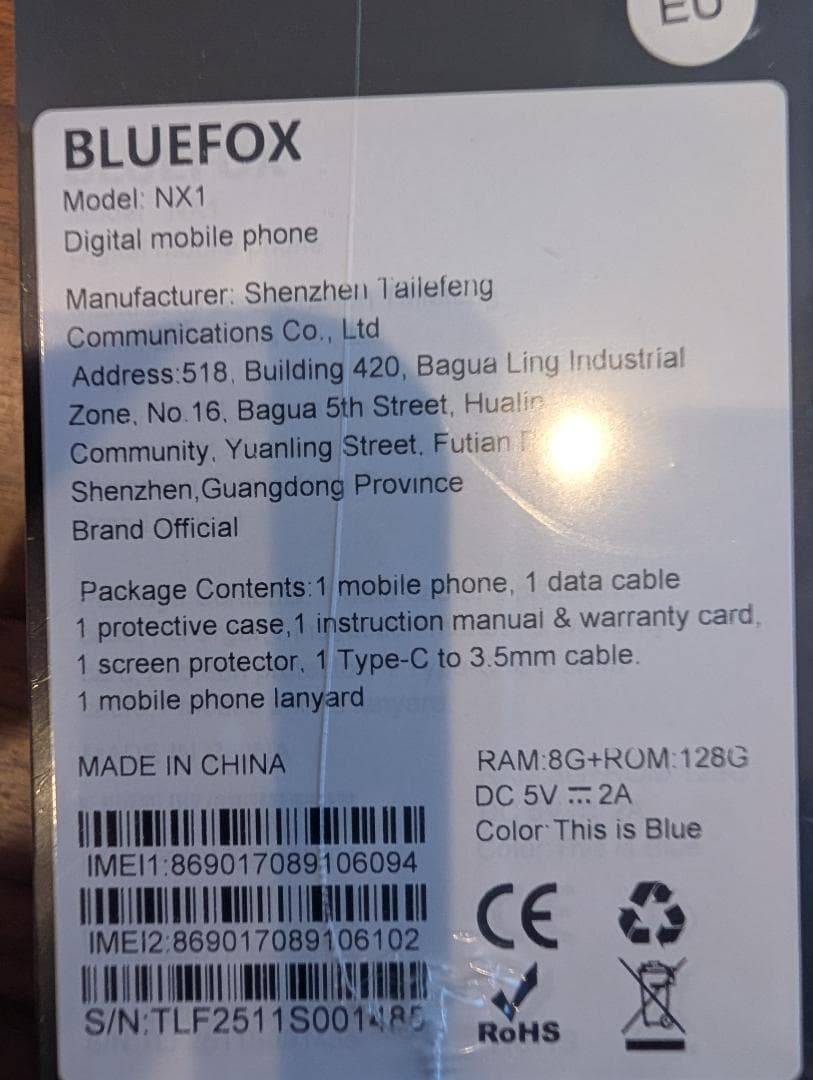 EU
BLUEFOX
Model: NX1
Digital mobile phone
Manufacturer: Shenzhen Tailefeng
Communications Co., Ltd
Address:518, Building 420, Bagua Ling Industrial
Zone, No.16, Bagua 5th Street, Hualin
Community, Yuanling Street, Futian
Shenzhen,Guangdong Province
Brand Official
Package Contents:1 mobile phone, 1 data cable
1 protective case,1 instruction manual & warranty card,
1 screen protector, 1 Type-C to 3.5mm cable.
1 mobile phone lanyard
MADE IN CHINA
RAM:8G+ROM:128G
DC 5V ⎓ 2A
Color: This is Blue
IMEI1:869017089106094
IMEI2:869017089106102
CE
S/N:
RoHS